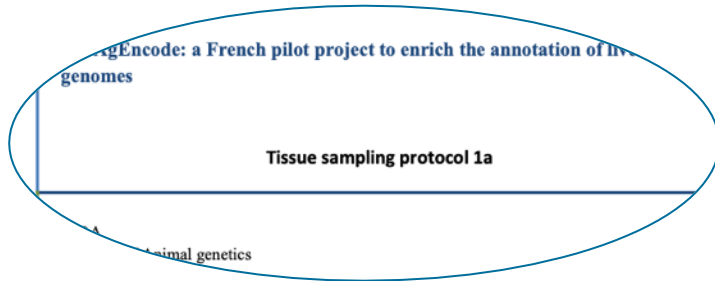 AgEncode: a French pilot project to enrich the annotation of
genomes
Tissue sampling protocol 1a
Animal genetics